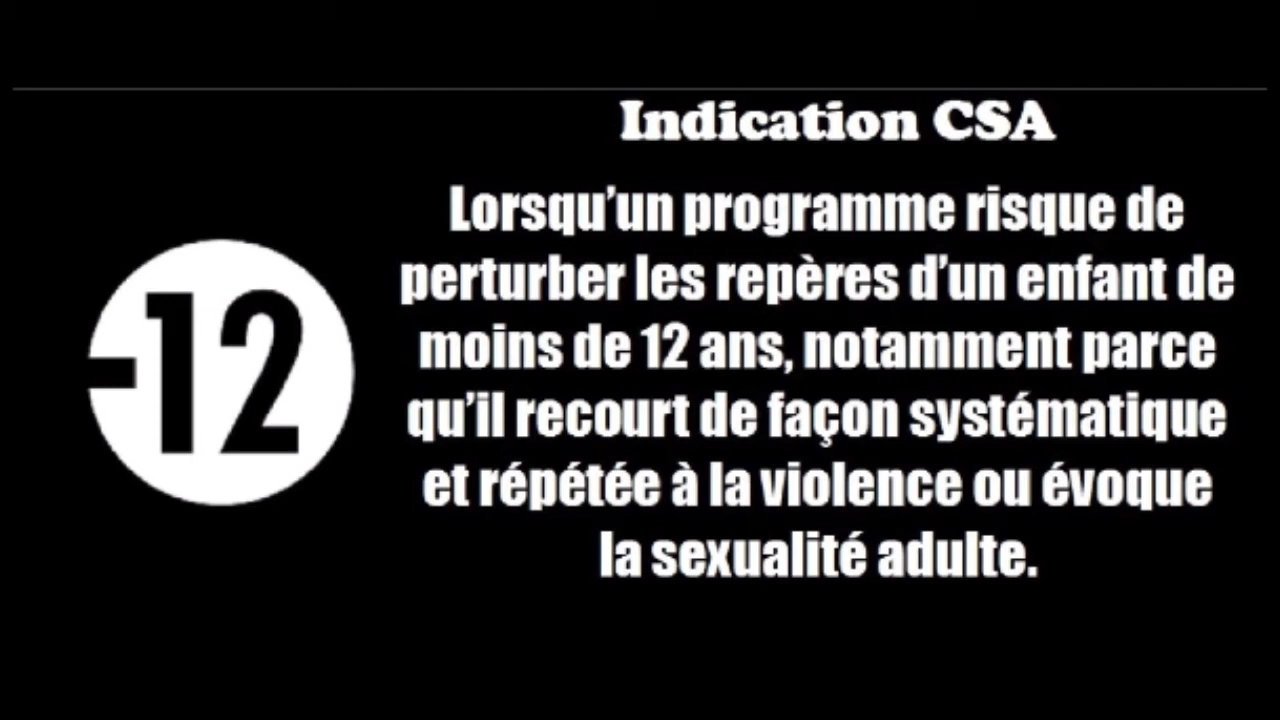 Indication CSA
-12
Lorsqu'un programme risque de
perturber les repères d'un enfant de
moins de 12 ans, notamment parce
qu'il recourt de façon systématique
et répétée à la violence ou évoque
la sexualité adulte.